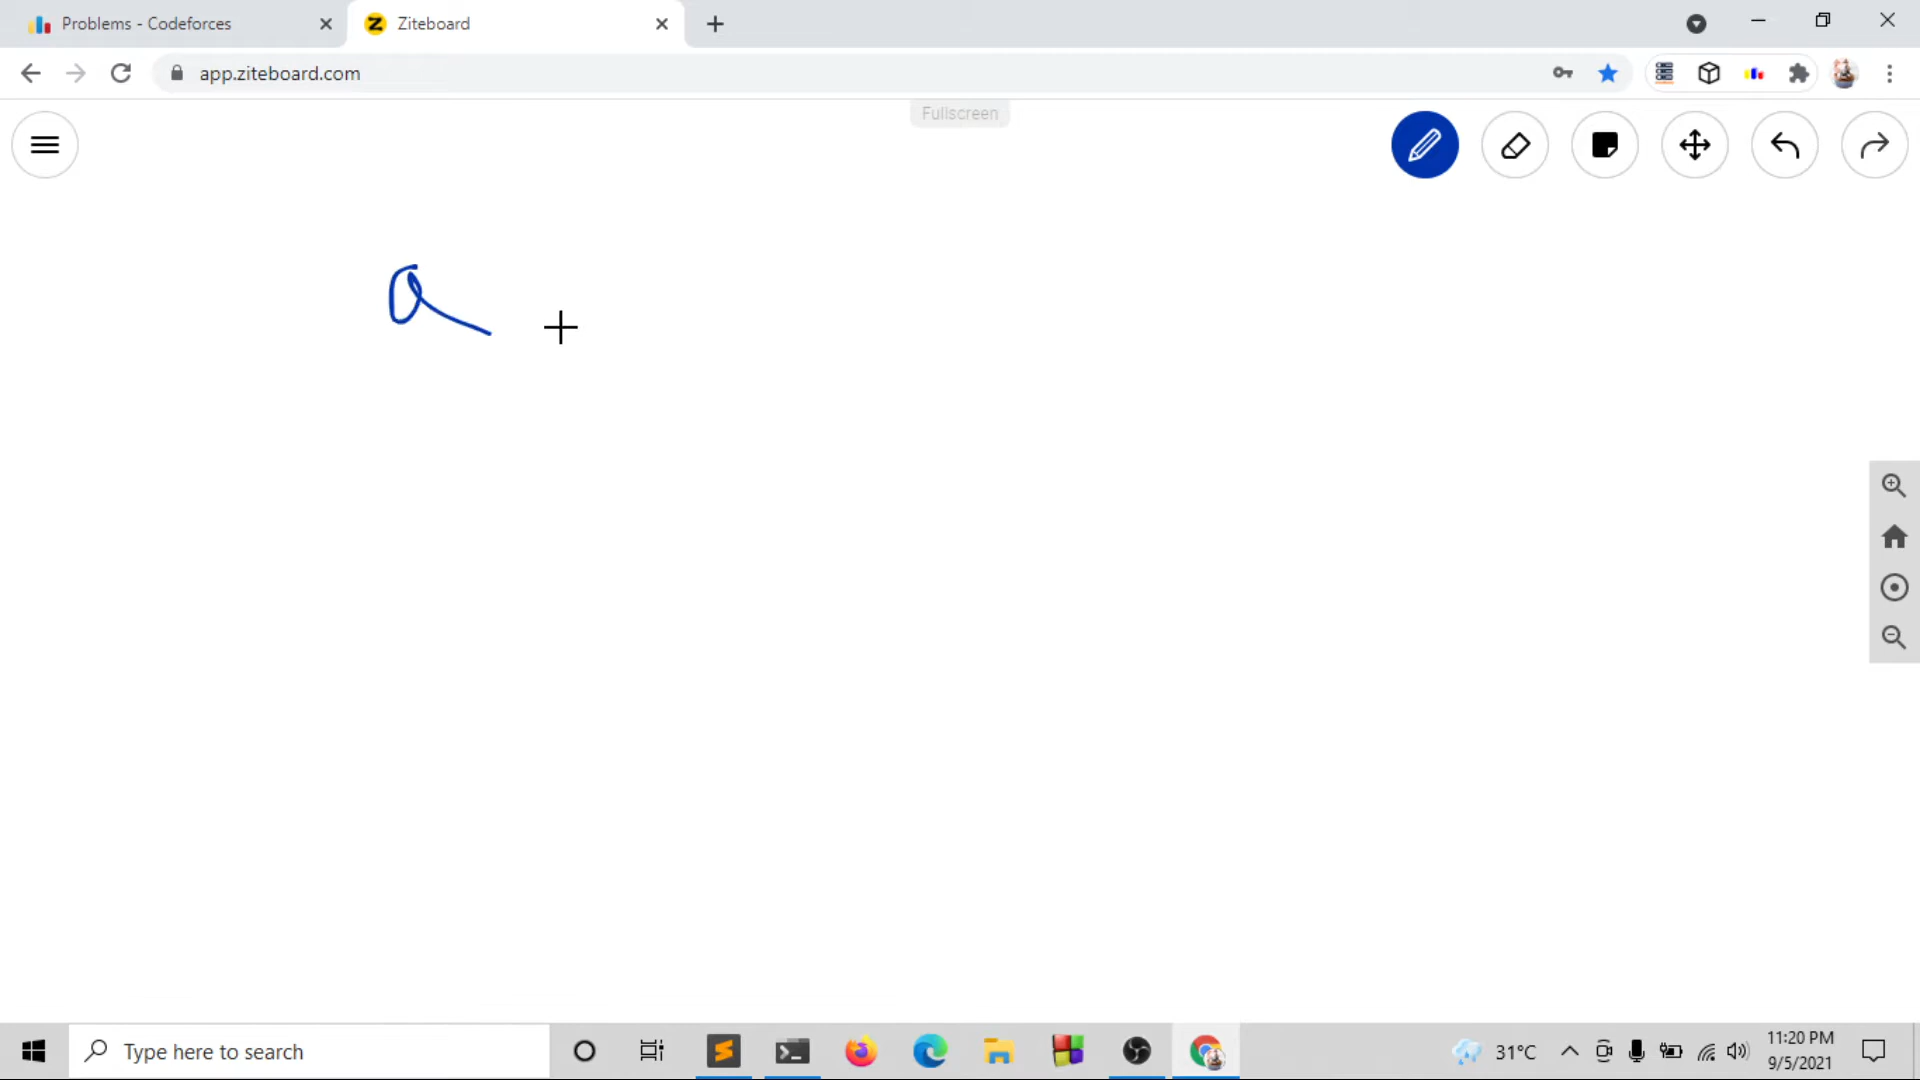 Problems - Codeforces
Ziteboard
app.ziteboard.com
Fullscreen
a
Type here to search
31°C
11:20 PM
9/5/2021